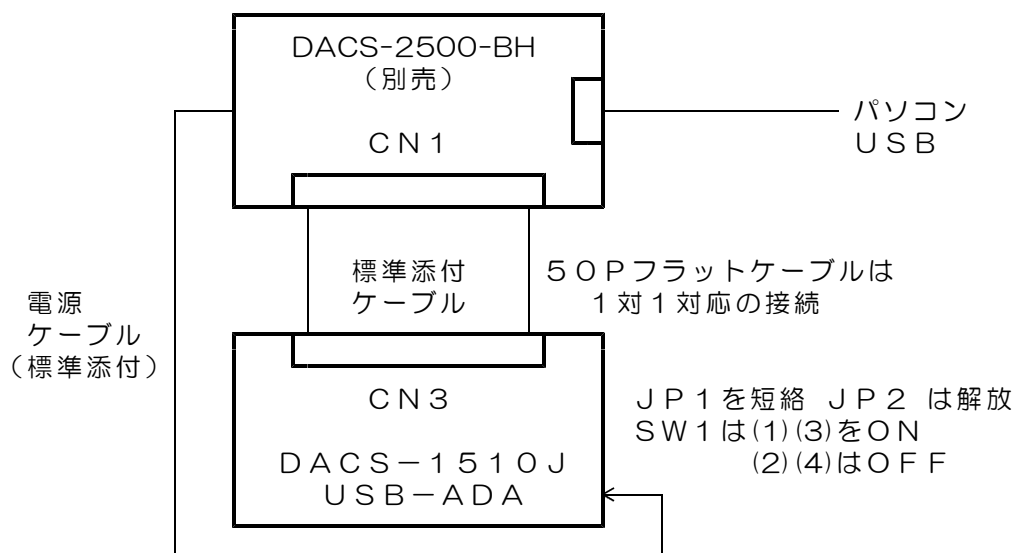 DACS-2500-BH
（別売）
CN1
パソコン
USB
標準添付
ケーブル
50Pフラットケーブルは
1対1対応の接続
電源
ケーブル
（標準添付）
CN3
DACS－1510J
USB－ADA
JP1を短絡 JP2 は解放
SW1は(1)(3)をON
(2)(4)はOFF